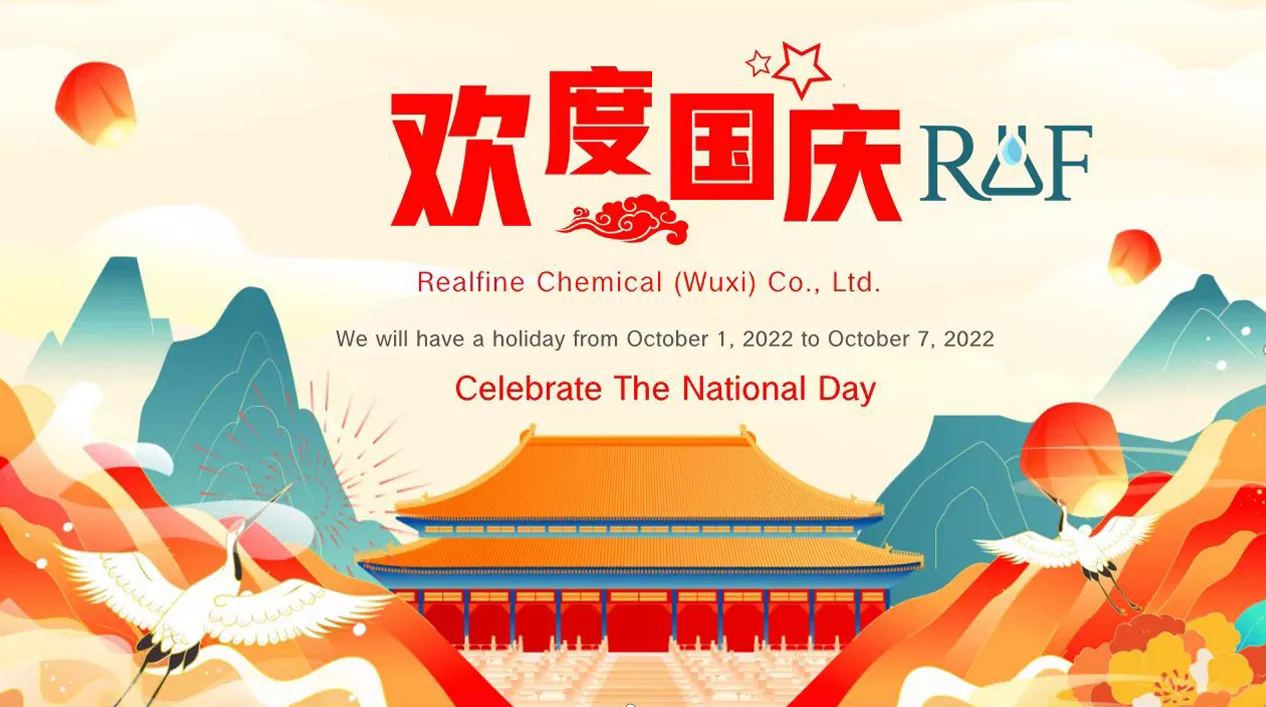 欢度国庆 RF
Realfine Chemical (Wuxi) Co., Ltd.
We will have a holiday from October 1, 2022 to October 7, 2022
Celebrate The National Day